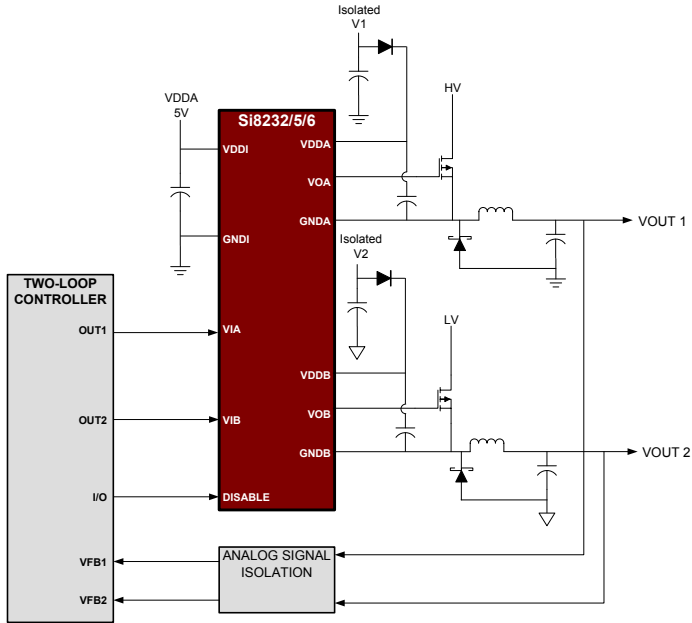 Isolated
V1
VDDA
5V
HV
Si8232/5/6
VDDI
VDDA
VOA
GNDA
VOUT 1
GNDI
Isolated
V2
TWO-LOOP
CONTROLLER
OUT1
VIA
LV
VDDB
OUT2
VIB
VOB
GNDB
VOUT 2
I/O
DISABLE
VFB1
ANALOG SIGNAL
ISOLATION
VFB2